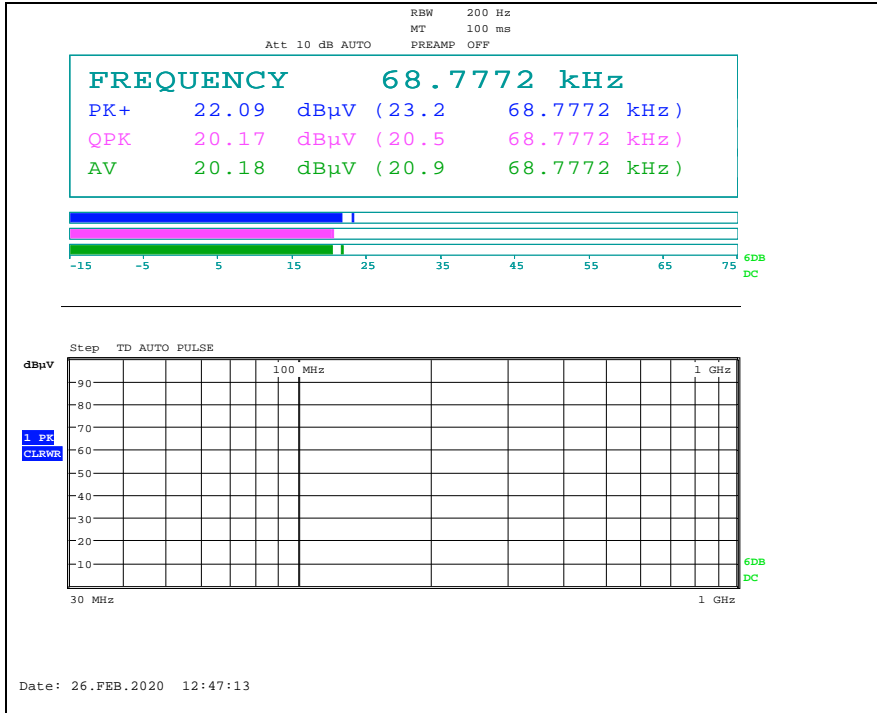 RBW 200 Hz
MT 100 ms
Att 10 dB AUTO PREAMP OFF
FREQUENCY 68.7772 kHz
PK+ 22.09 dBµV (23.2 68.7772 kHz)
QPK 20.17 dBµV (20.5 68.7772 kHz)
AV 20.18 dBµV (20.9 68.7772 kHz)
-15 -5 5 15 25 35 45 55 65 75
6DB
DC
Step TD AUTO PULSE
dBµV
100 MHz 1 GHz
90
80
70
1 PK
CLRWR
60
50
40
30
20
10
6DB
DC
30 MHz 1 GHz
Date: 26.FEB.2020 12:47:13